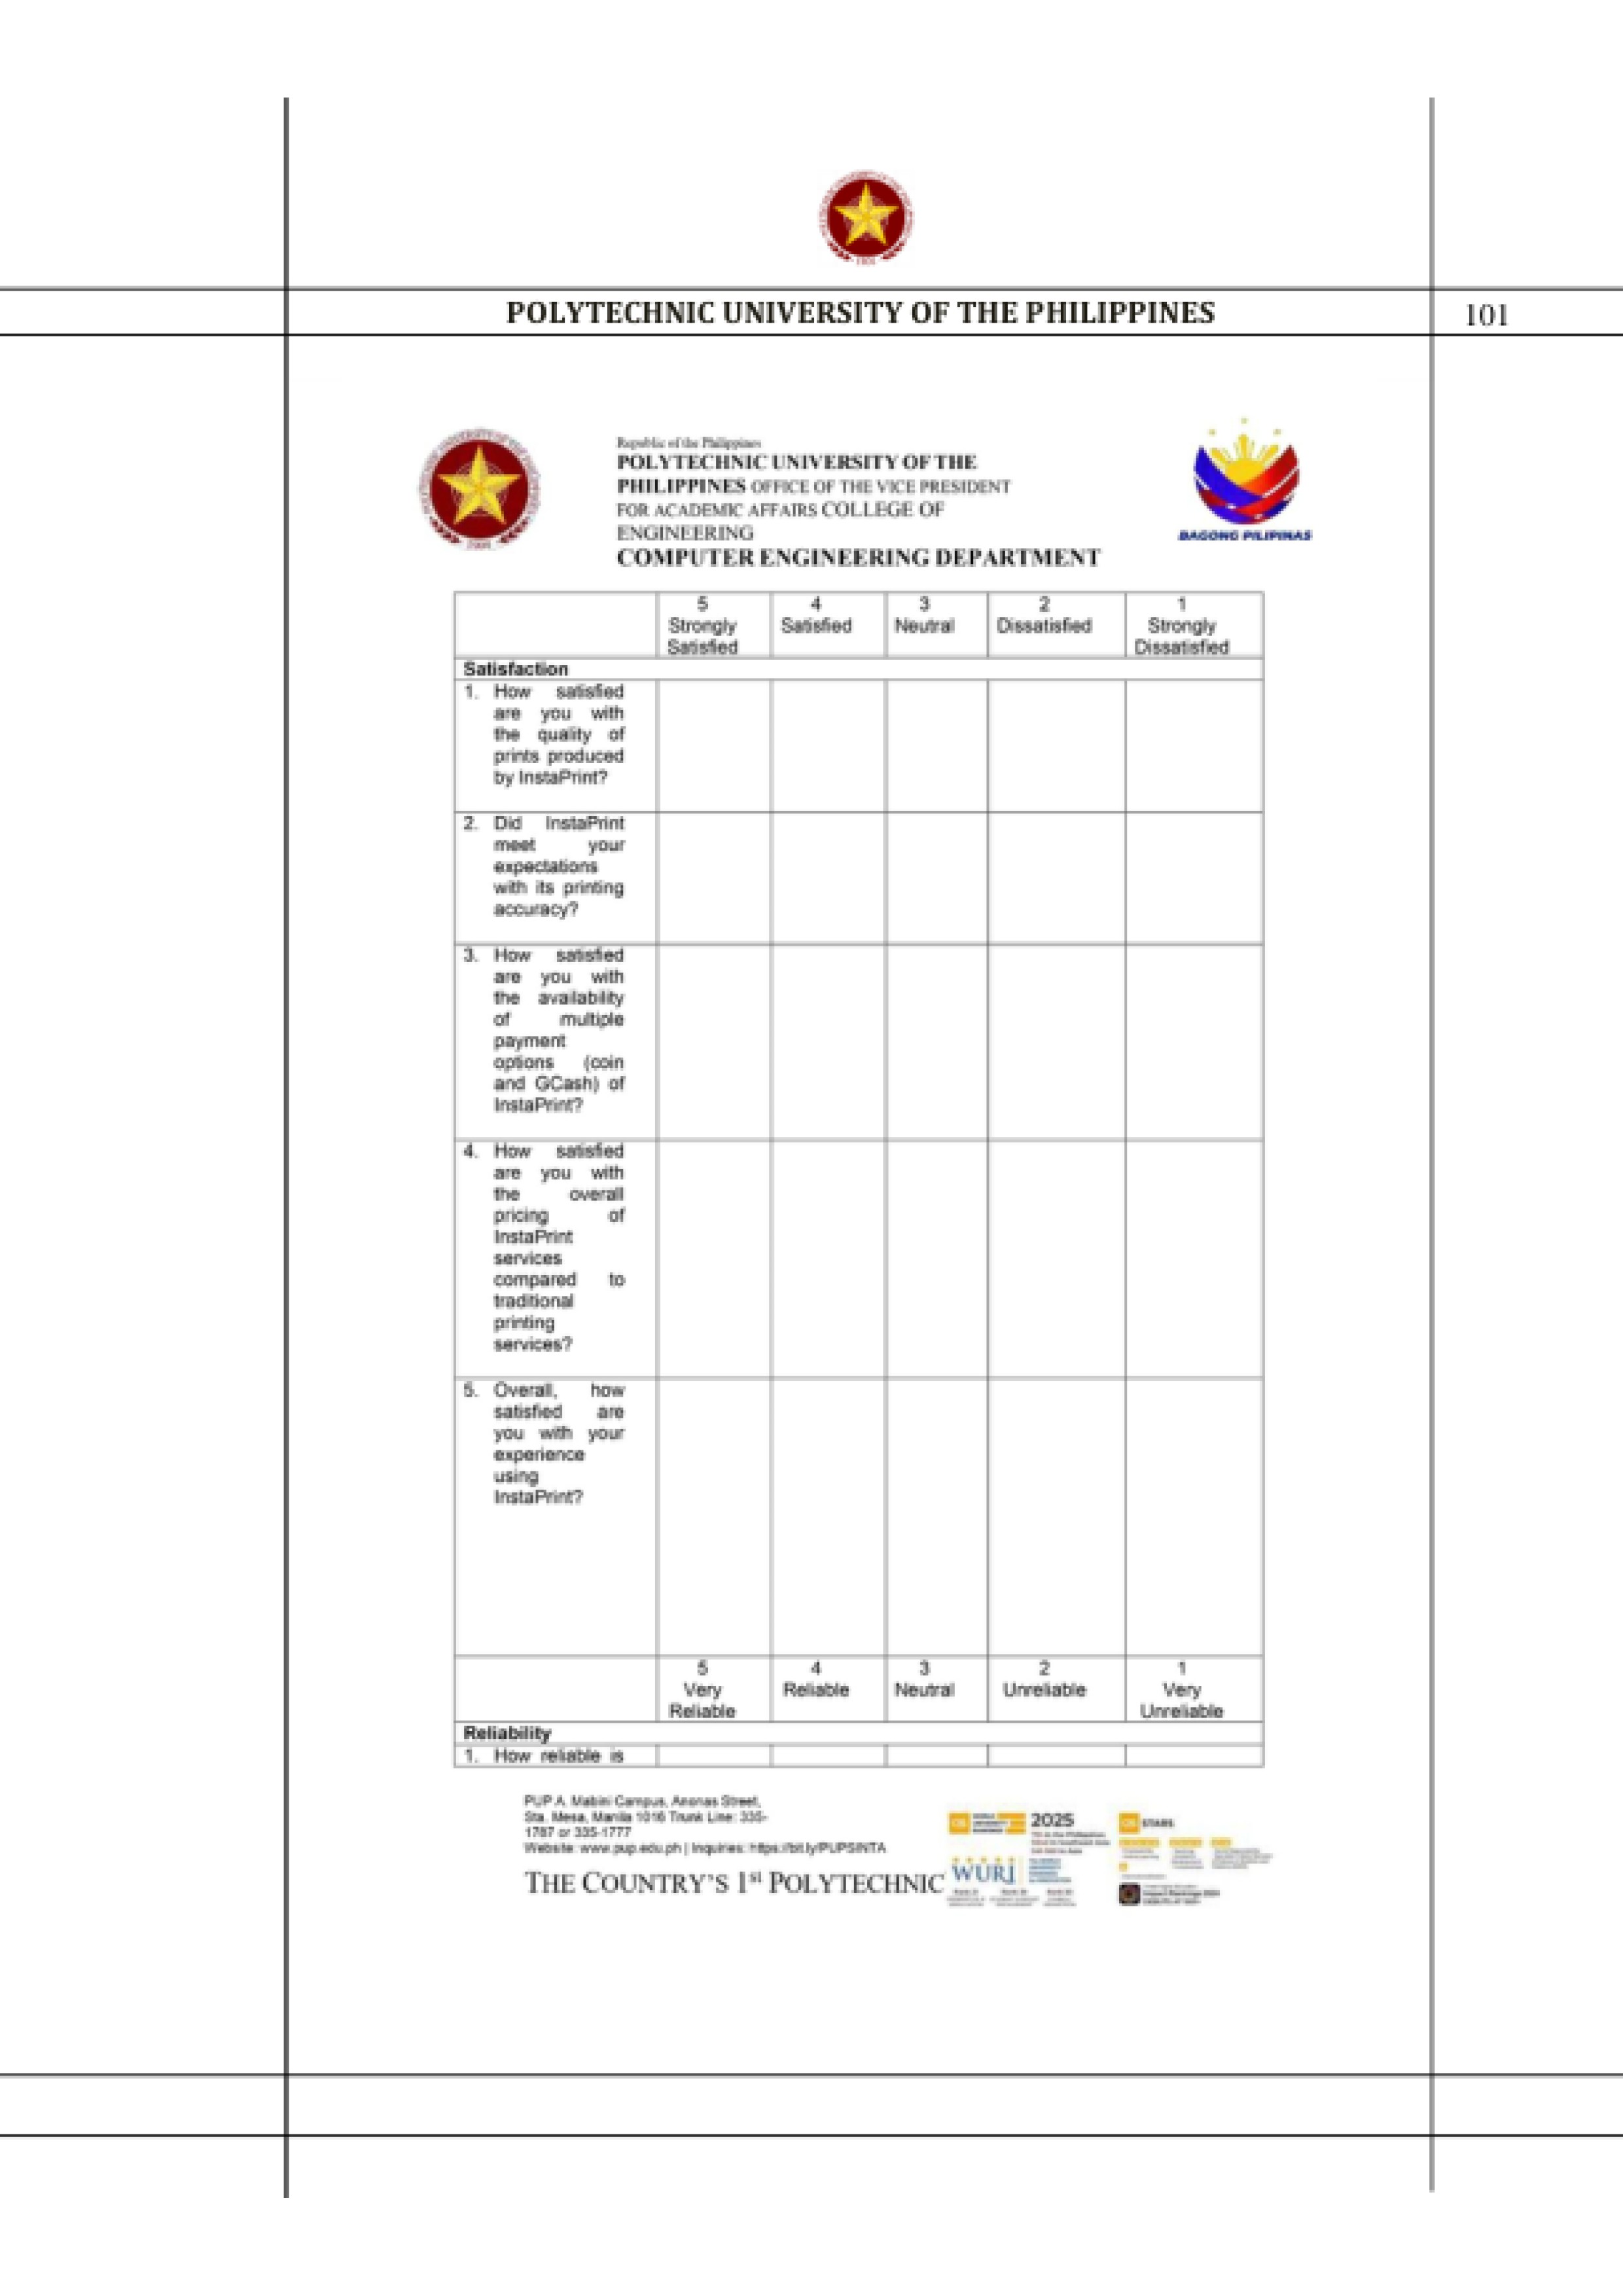 POLYTECHNIC UNIVERSITY OF THE PHILIPPINES
101
Republic of the Philippines
POLYTECHNIC UNIVERSITY OF THE
PHILIPPINES OFFICE OF THE VICE PRESIDENT
FOR ACADEMIC AFFAIRS COLLEGE OF
ENGINEERING
COMPUTER ENGINEERING DEPARTMENT
BAGONG PILIPINAS
5 Strongly Satisfied
4 Satisfied
3 Neutral
2 Dissatisfied
1 Strongly Dissatisfied
Satisfaction
1. How satisfied
are you with
the quality of
prints produced
by InstaPrint?
2. Did InstaPrint
meet your
expectations
with its printing
accuracy?
3. How satisfied
are you with
the availability
of multiple
payment
options (coin
and GCash) of
InstaPrint?
4. How satisfied
are you with
the overall
pricing of
InstaPrint
services
compared to
traditional
printing
services?
5. Overall, how
satisfied are
you with your
experience
using
InstaPrint?
5 Very Reliable
4 Reliable
3 Neutral
2 Unreliable
1 Very Unreliable
Reliability
1. How reliable is
PUP A. Mabini Campus, Anonas Street,
Sta. Mesa, Manila 1016 Trunk Line: 335-
1787 or 335-1777
Website: www.pup.edu.ph | Inquiries: https://bit.ly/PUPSINTA
THE COUNTRY'S 1st POLYTECHNIC
2025
STARS
WURI